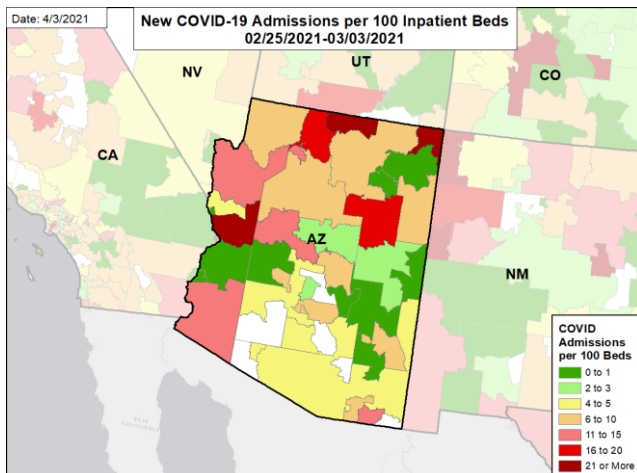 Date: 4/3/2021
New COVID-19 Admissions per 100 Inpatient Beds
02/25/2021-03/03/2021
NV
UT
CO
CA
AZ
NM
BAJA
CALIFORNIA
COVID
Admissions
per 100 Beds
0 to 1
2 to 3
4 to 5
6 to 10
11 to 15
16 to 20
21 or More